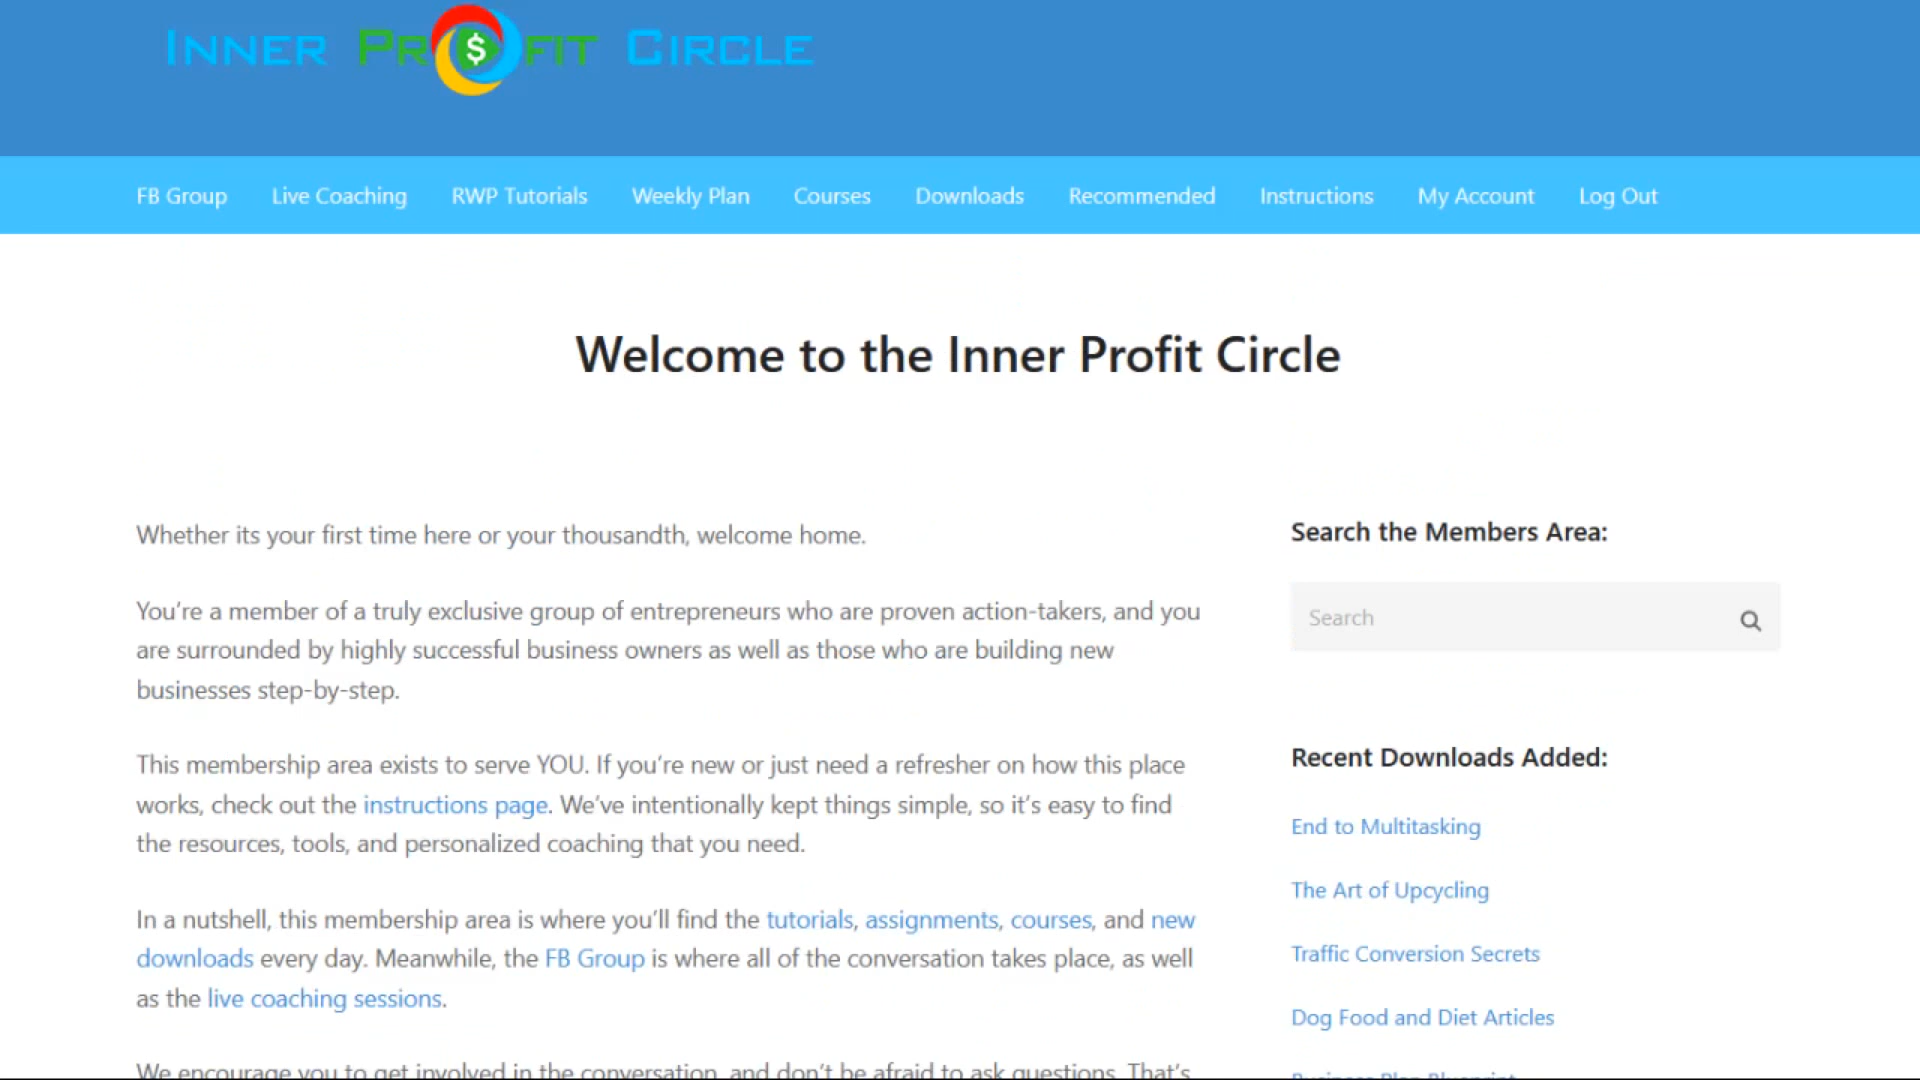 INNER PROFIT CIRCLE
FB Group Live Coaching RWP Tutorials Weekly Plan Courses Downloads Recommended Instructions My Account Log Out
Welcome to the Inner Profit Circle
Whether its your first time here or your thousandth, welcome home.
You're a member of a truly exclusive group of entrepreneurs who are proven action-takers, and you
are surrounded by highly successful business owners as well as those who are building new
businesses step-by-step.
This membership area exists to serve YOU. If you're new or just need a refresher on how this place
works, check out the instructions page. We've intentionally kept things simple, so it's easy to find
the resources, tools, and personalized coaching that you need.
In a nutshell, this membership area is where you'll find the tutorials, assignments, courses, and new
downloads every day. Meanwhile, the FB Group is where all of the conversation takes place, as well
as the live coaching sessions.
We encourage you to get involved in the conversation, and don't be afraid to ask questions. That's
Search the Members Area:
Search
Recent Downloads Added:
End to Multitasking
The Art of Upcycling
Traffic Conversion Secrets
Dog Food and Diet Articles
Business Plan Blueprint